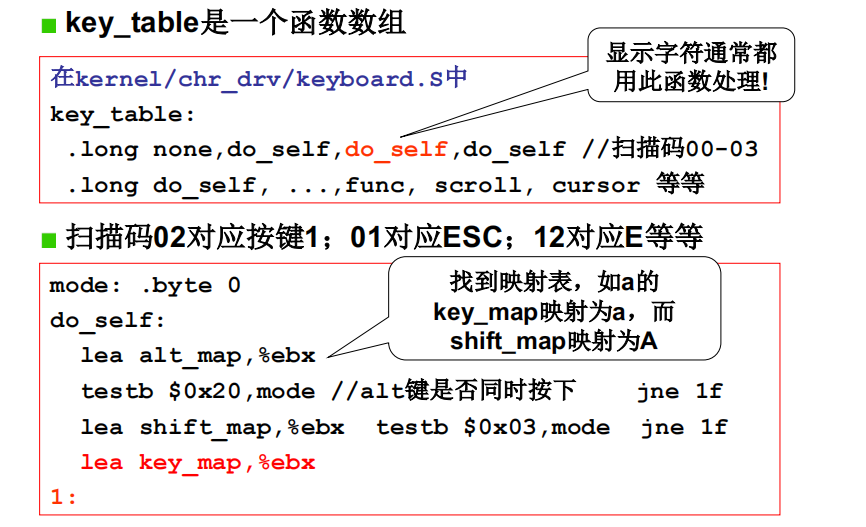 key_table是一个函数数组
显示字符通常都
用此函数处理!
在kernel/chr_drv/keyboard.S中
key_table:
.long none,do_self,do_self,do_self //扫描码00-03
.long do_self, ...,func, scroll, cursor 等等
扫描码02对应按键1；01对应ESC；12对应E等等
mode: .byte 0
do_self:
找到映射表，如a的
key_map映射为a，而
shift_map映射为A
lea alt_map,%ebx
testb $0x20,mode //alt键是否同时按下 jne 1f
lea shift_map,%ebx testb $0x03,mode jne 1f
lea key_map,%ebx
1: